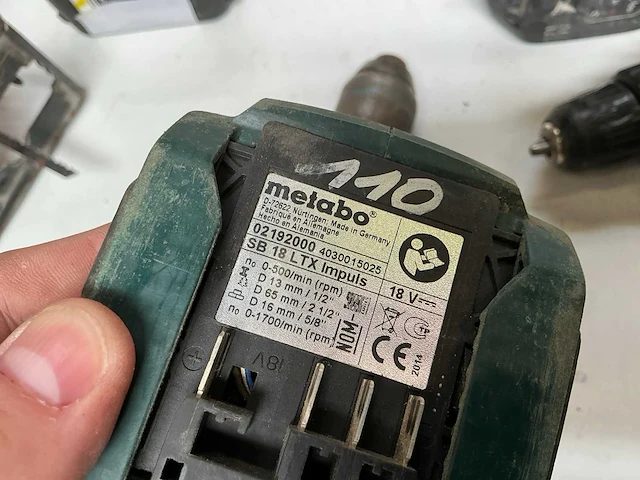 110
metabo®
D-72622 Nürtingen; Made in Germany
Fabriqué en Allemagne
Hecho en Alemania
02192000 4030015025
SB 18 LTX Impuls
18 V
n₀ 0-500/min (rpm)
D 13 mm / 1/2"
D 65 mm / 2 1/2"
D 16 mm / 5/8"
n₀ 0-1700/min (rpm)
NOM
CE
2014
18V